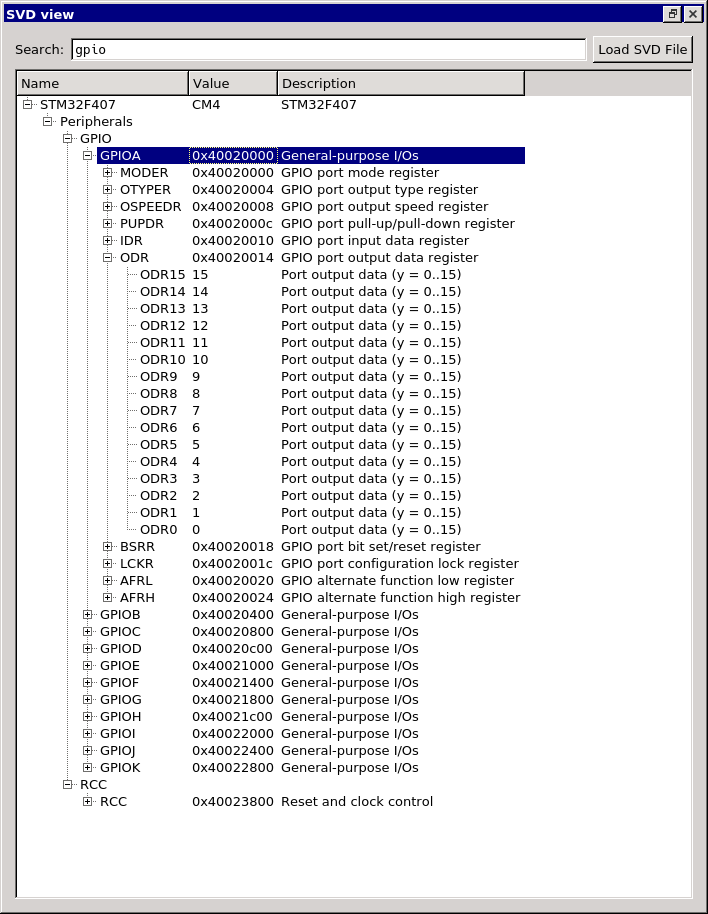 SVD view
Search: gpio Load SVD File
Name Value Description
STM32F407 CM4 STM32F407
Peripherals
GPIO
GPIOA 0x40020000 General-purpose I/Os
MODER 0x40020000 GPIO port mode register
OTYPER 0x40020004 GPIO port output type register
OSPEEDR 0x40020008 GPIO port output speed register
PUPDR 0x4002000c GPIO port pull-up/pull-down register
IDR 0x40020010 GPIO port input data register
ODR 0x40020014 GPIO port output data register
ODR15 15 Port output data (y = 0..15)
ODR14 14 Port output data (y = 0..15)
ODR13 13 Port output data (y = 0..15)
ODR12 12 Port output data (y = 0..15)
ODR11 11 Port output data (y = 0..15)
ODR10 10 Port output data (y = 0..15)
ODR9 9 Port output data (y = 0..15)
ODR8 8 Port output data (y = 0..15)
ODR7 7 Port output data (y = 0..15)
ODR6 6 Port output data (y = 0..15)
ODR5 5 Port output data (y = 0..15)
ODR4 4 Port output data (y = 0..15)
ODR3 3 Port output data (y = 0..15)
ODR2 2 Port output data (y = 0..15)
ODR1 1 Port output data (y = 0..15)
ODR0 0 Port output data (y = 0..15)
BSRR 0x40020018 GPIO port bit set/reset register
LCKR 0x4002001c GPIO port configuration lock register
AFRL 0x40020020 GPIO alternate function low register
AFRH 0x40020024 GPIO alternate function high register
GPIOB 0x40020400 General-purpose I/Os
GPIOC 0x40020800 General-purpose I/Os
GPIOD 0x40020c00 General-purpose I/Os
GPIOE 0x40021000 General-purpose I/Os
GPIOF 0x40021400 General-purpose I/Os
GPIOG 0x40021800 General-purpose I/Os
GPIOH 0x40021c00 General-purpose I/Os
GPIOI 0x40022000 General-purpose I/Os
GPIOJ 0x40022400 General-purpose I/Os
GPIOK 0x40022800 General-purpose I/Os
RCC
RCC 0x40023800 Reset and clock control